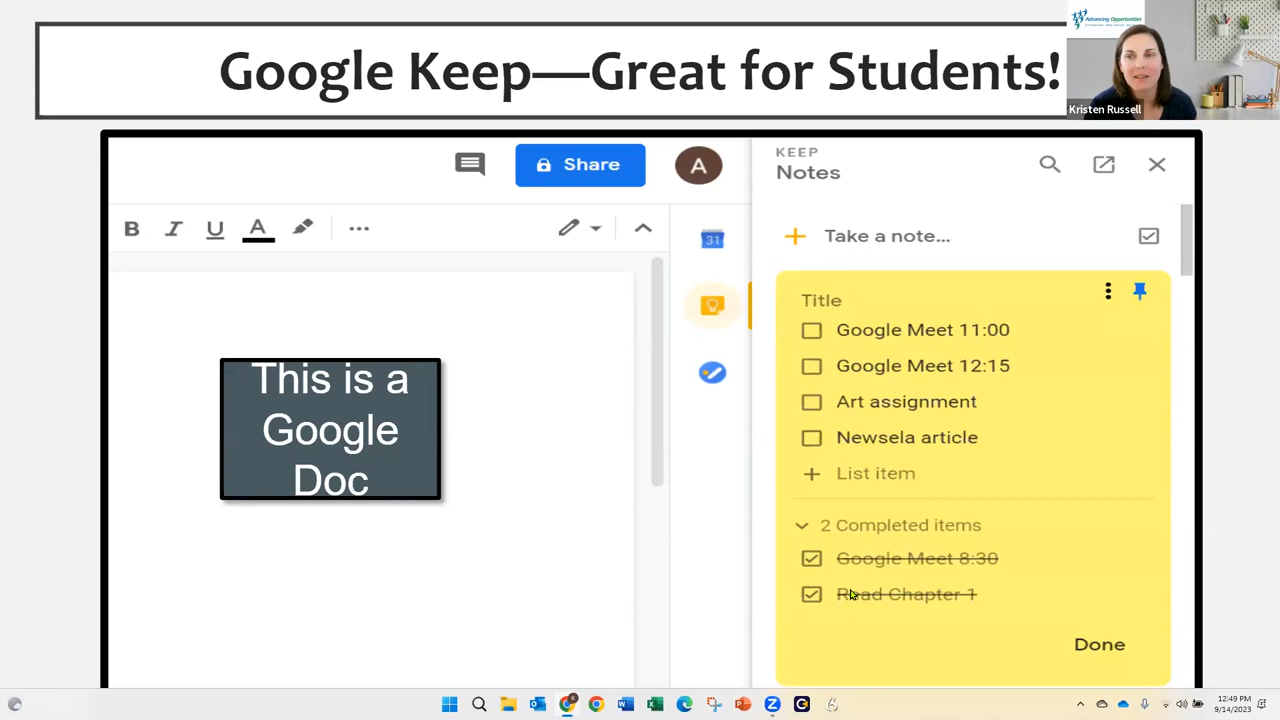 Google Keep—Great for Students!
Advancing Opportunities
Kristen Russell
Share
A
KEEP
Notes
B I U A
31
Take a note...
Title
Google Meet 11:00
Google Meet 12:15
Art assignment
Newsela article
List item
2 Completed items
Google Meet 8:30
Read Chapter 1
Done
This is a
Google
Doc
12:49 PM
9/14/2023